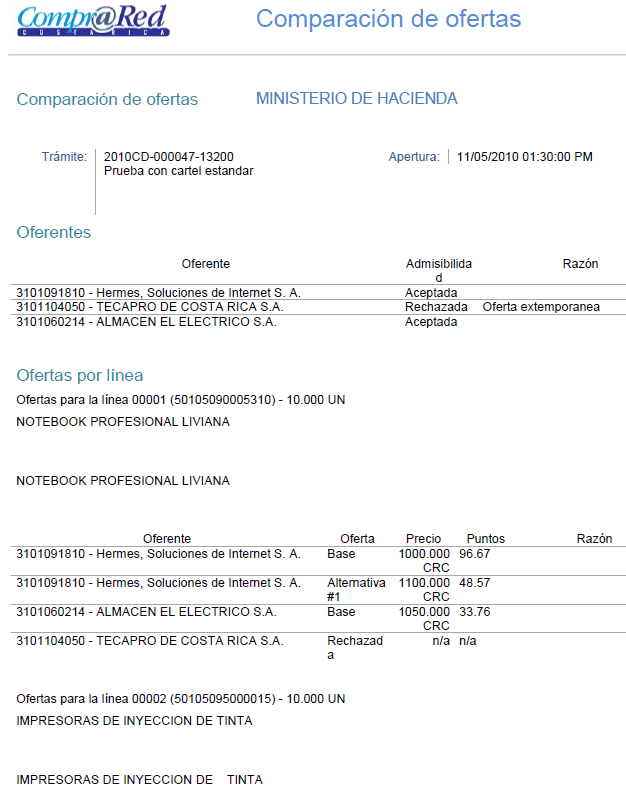 Compr@Red
COSTA RICA
Comparación de ofertas
Comparación de ofertas MINISTERIO DE HACIENDA
Trámite: 2010CD-000047-13200 Apertura: 11/05/2010 01:30:00 PM
Prueba con cartel estandar
Oferentes
Oferente Admisibilida Razón
d
3101091810 - Hermes, Soluciones de Internet S. A. Aceptada
3101104050 - TECAPRO DE COSTA RICA S.A. Rechazada Oferta extemporanea
3101060214 - ALMACEN EL ELECTRICO S.A. Aceptada
Ofertas por línea
Ofertas para la línea 00001 (50105090005310) - 10.000 UN
NOTEBOOK PROFESIONAL LIVIANA
NOTEBOOK PROFESIONAL LIVIANA
Oferente Oferta Precio Puntos Razón
3101091810 - Hermes, Soluciones de Internet S. A. Base 1000.000 96.67
CRC
3101091810 - Hermes, Soluciones de Internet S. A. Alternativa 1100.000 48.57
#1 CRC
3101060214 - ALMACEN EL ELECTRICO S.A. Base 1050.000 33.76
CRC
3101104050 - TECAPRO DE COSTA RICA S.A. Rechazad n/a n/a
a
Ofertas para la línea 00002 (50105095000015) - 10.000 UN
IMPRESORAS DE INYECCION DE TINTA
IMPRESORAS DE INYECCION DE TINTA